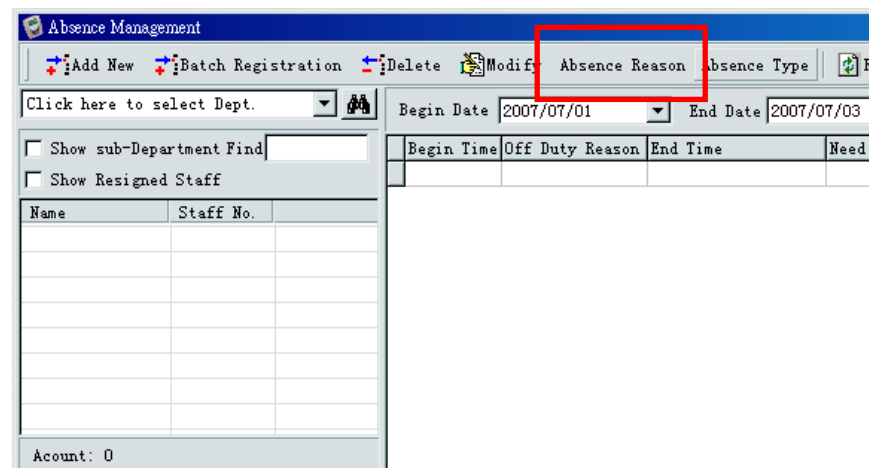 Absence Management
Add New Batch Registration Delete Modify Absence Reason Absence Type
Click here to select Dept. Begin Date 2007/07/01 End Date 2007/07/03
Show sub-Department Find Begin Time Off Duty Reason End Time Need
Show Resigned Staff
Name Staff No.
Acount: 0